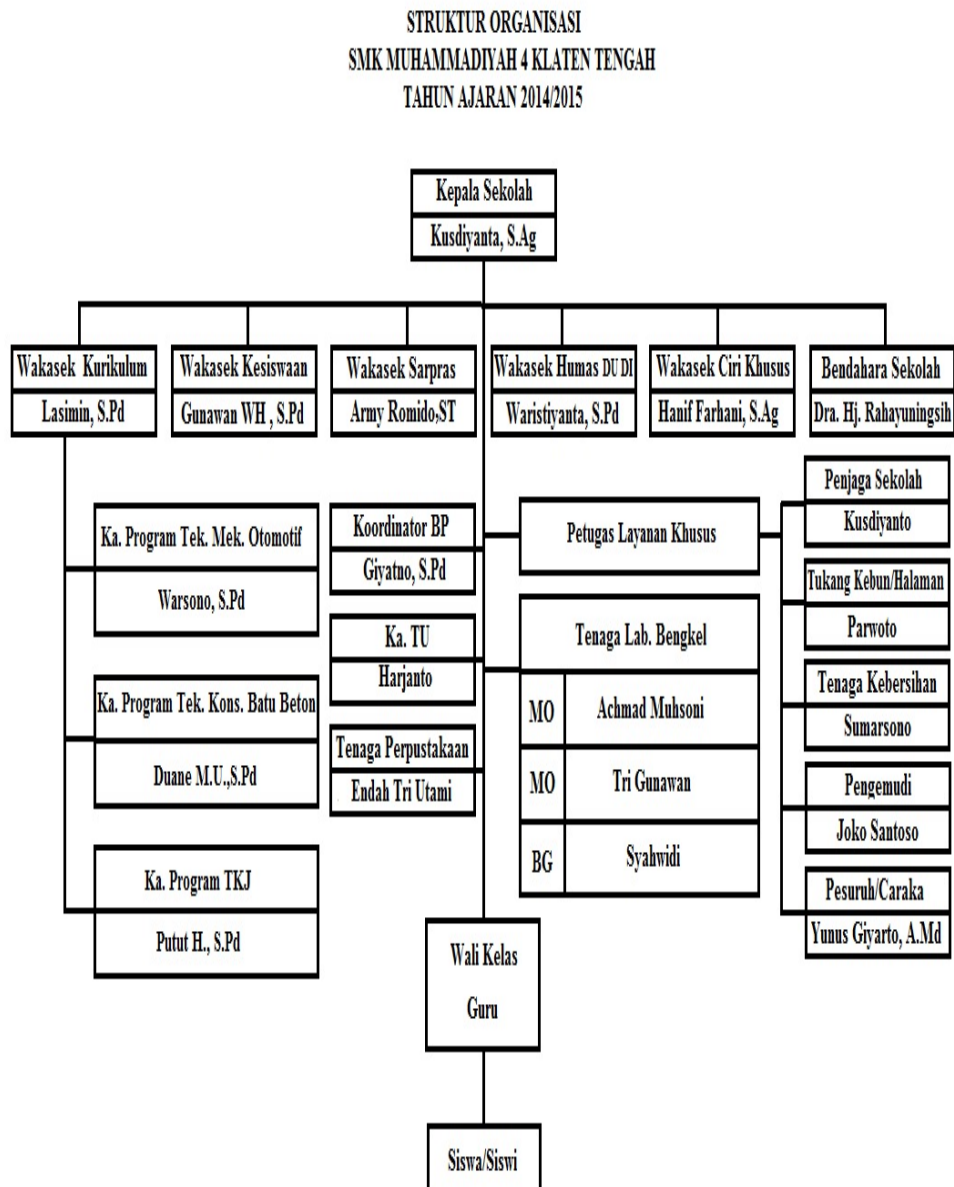 STRUKTUR ORGANISASI
SMK MUHAMMADIYAH 4 KLATEN TENGAH
TAHUN AJARAN 2014/2015
Kepala Sekolah
Kusdiyanta, S.Ag
Wakasek Kurikulum
Lasimin, S.Pd
Wakasek Kesiswaan
Gunawan WH , S.Pd
Wakasek Sarpras
Army Romido,ST
Wakasek Humas DU DI
Waristiyanta, S.Pd
Wakasek Ciri Khusus
Hanif Farhani, S.Ag
Bendahara Sekolah
Dra. Hj. Rahayuningsih
Ka. Program Tek. Mek. Otomotif
Warsono, S.Pd
Ka. Program Tek. Kons. Batu Beton
Duane M.U.,S.Pd
Ka. Program TKJ
Putut H., S.Pd
Koordinator BP
Giyatno, S.Pd
Ka. TU
Harjanto
Tenaga Perpustakaan
Endah Tri Utami
Petugas Layanan Khusus
Tenaga Lab. Bengkel
MO Achmad Muhsoni
MO Tri Gunawan
BG Syahwidi
Penjaga Sekolah
Kusdiyanto
Tukang Kebun/Halaman
Parwoto
Tenaga Kebersihan
Sumarsono
Pengemudi
Joko Santoso
Pesuruh/Caraka
Yunus Giyarto, A.Md
Wali Kelas
Guru
Siswa/Siswi